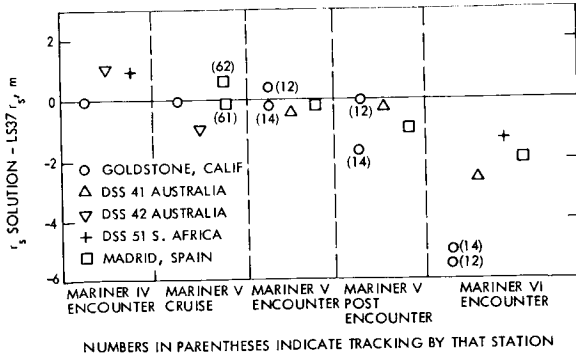 2
0
-2
-4
-6
r_s SOLUTION - LS37 r_s, m
(62)
(61)
(12)
(14)
(12)
(14)
(14)
(12)
GOLDSTONE, CALIF
DSS 41 AUSTRALIA
DSS 42 AUSTRALIA
DSS 51 S. AFRICA
MADRID, SPAIN
MARINER IV
ENCOUNTER
MARINER V
CRUISE
MARINER V
ENCOUNTER
MARINER V
POST
ENCOUNTER
MARINER VI
ENCOUNTER
NUMBERS IN PARENTHESES INDICATE TRACKING BY THAT STATION